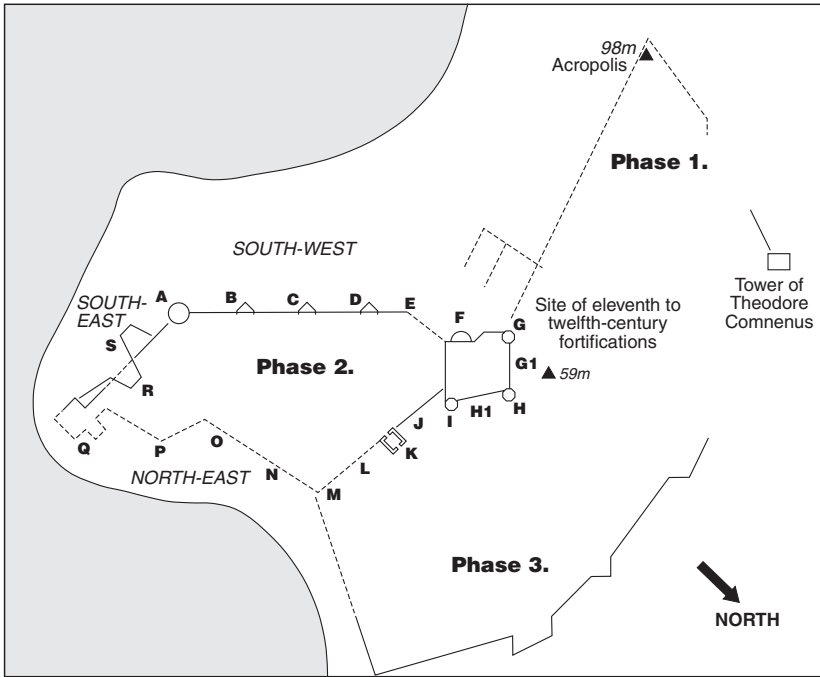 98m
Acropolis
Phase 1.
SOUTH-WEST
Tower of
Theodore
Comnenus
SOUTH-
EAST
A
B
C
D
E
F
G
Site of eleventh to
twelfth-century
fortifications
S
G1
59m
Phase 2.
R
I
H1
H
J
Q
P
O
K
L
N
NORTH-EAST
M
Phase 3.
NORTH